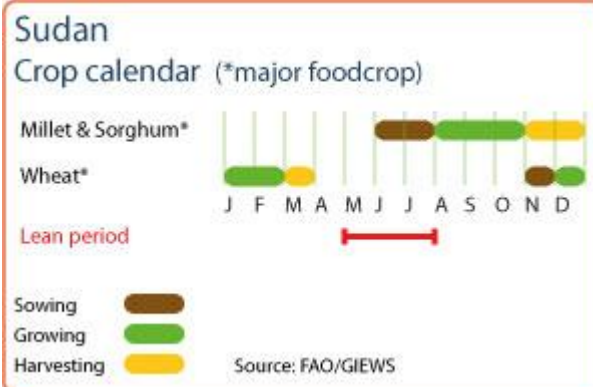 Sudan
Crop calendar (*major foodcrop)
Millet & Sorghum*
Wheat*
J F M A M J J A S O N D
Lean period
Sowing
Growing
Harvesting
Source: FAO/GIEWS